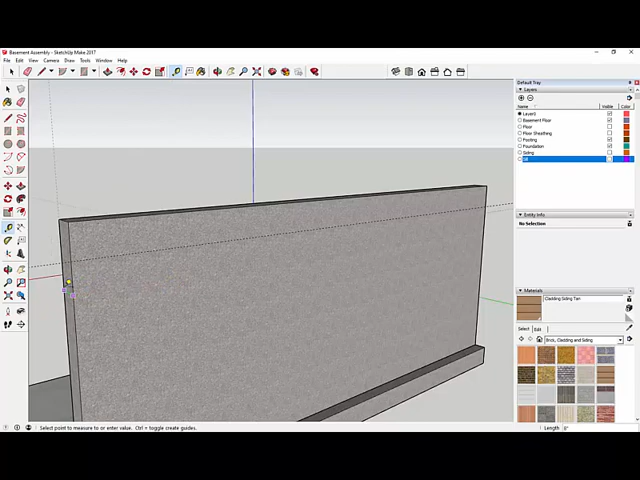 Basement Assembly - SketchUp Make 2017
File Edit View Camera Draw Tools Window Help
Default Tray
Layers
Name Visible Color
Layer0
Basement Floor
Floor
Floor Sheathing
Footing
Foundation
Siding
Sill
Entity Info
No Selection
Materials
Cladding Siding Tan
Select Edit
Brick, Cladding and Siding
Select point to measure to or enter value. Ctrl = toggle create guides.
Length 8"